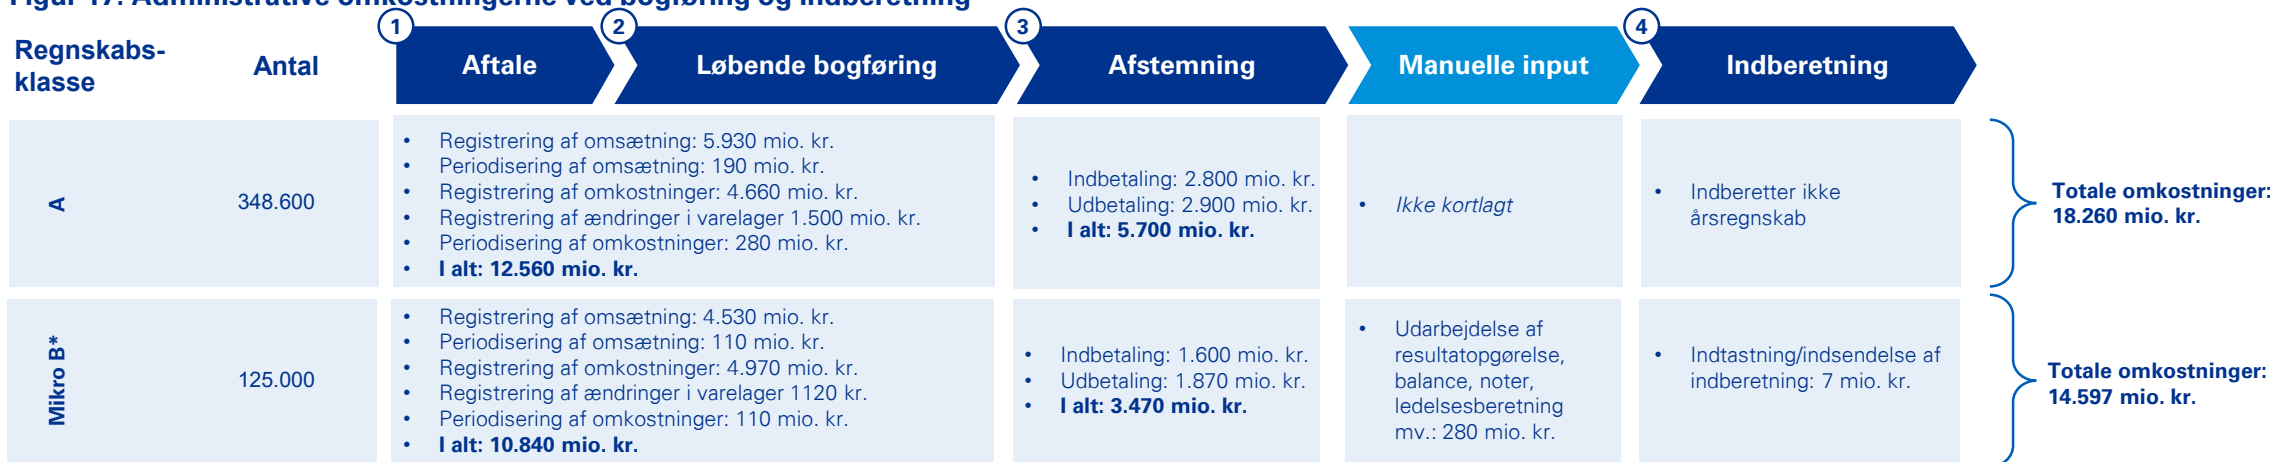 Figur 17: Administrative omkostningerne ved bogføring og indberetning
Regnskabs-
klasse
Antal
1
Aftale
2
Løbende bogføring
3
Afstemning
Manuelle input
4
Indberetning
A
348.600
• Registrering af omsætning: 5.930 mio. kr.
• Periodisering af omsætning: 190 mio. kr.
• Registrering af omkostninger: 4.660 mio. kr.
• Registrering af ændringer i varelager 1.500 mio. kr.
• Periodisering af omkostninger: 280 mio. kr.
• I alt: 12.560 mio. kr.
• Indbetaling: 2.800 mio. kr.
• Udbetaling: 2.900 mio. kr.
• I alt: 5.700 mio. kr.
• Ikke kortlagt
• Indberetter ikke
årsregnskab
Totale omkostninger:
18.260 mio. kr.
Mikro B*
125.000
• Registrering af omsætning: 4.530 mio. kr.
• Periodisering af omsætning: 110 mio. kr.
• Registrering af omkostninger: 4.970 mio. kr.
• Registrering af ændringer i varelager 1120 kr.
• Periodisering af omkostninger: 110 mio. kr.
• I alt: 10.840 mio. kr.
• Indbetaling: 1.600 mio. kr.
• Udbetaling: 1.870 mio. kr.
• I alt: 3.470 mio. kr.
• Udarbejdelse af
resultatopgørelse,
balance, noter,
ledelsesberetning
mv.: 280 mio. kr.
• Indtastning/indsendelse af
indberetning: 7 mio. kr.
Totale omkostninger:
14.597 mio. kr.